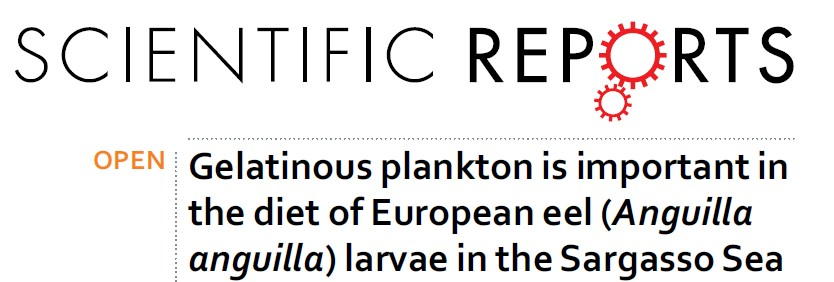 SCIENTIFIC REPORTS
OPEN
Gelatinous plankton is important in
the diet of European eel (Anguilla
anguilla) larvae in the Sargasso Sea